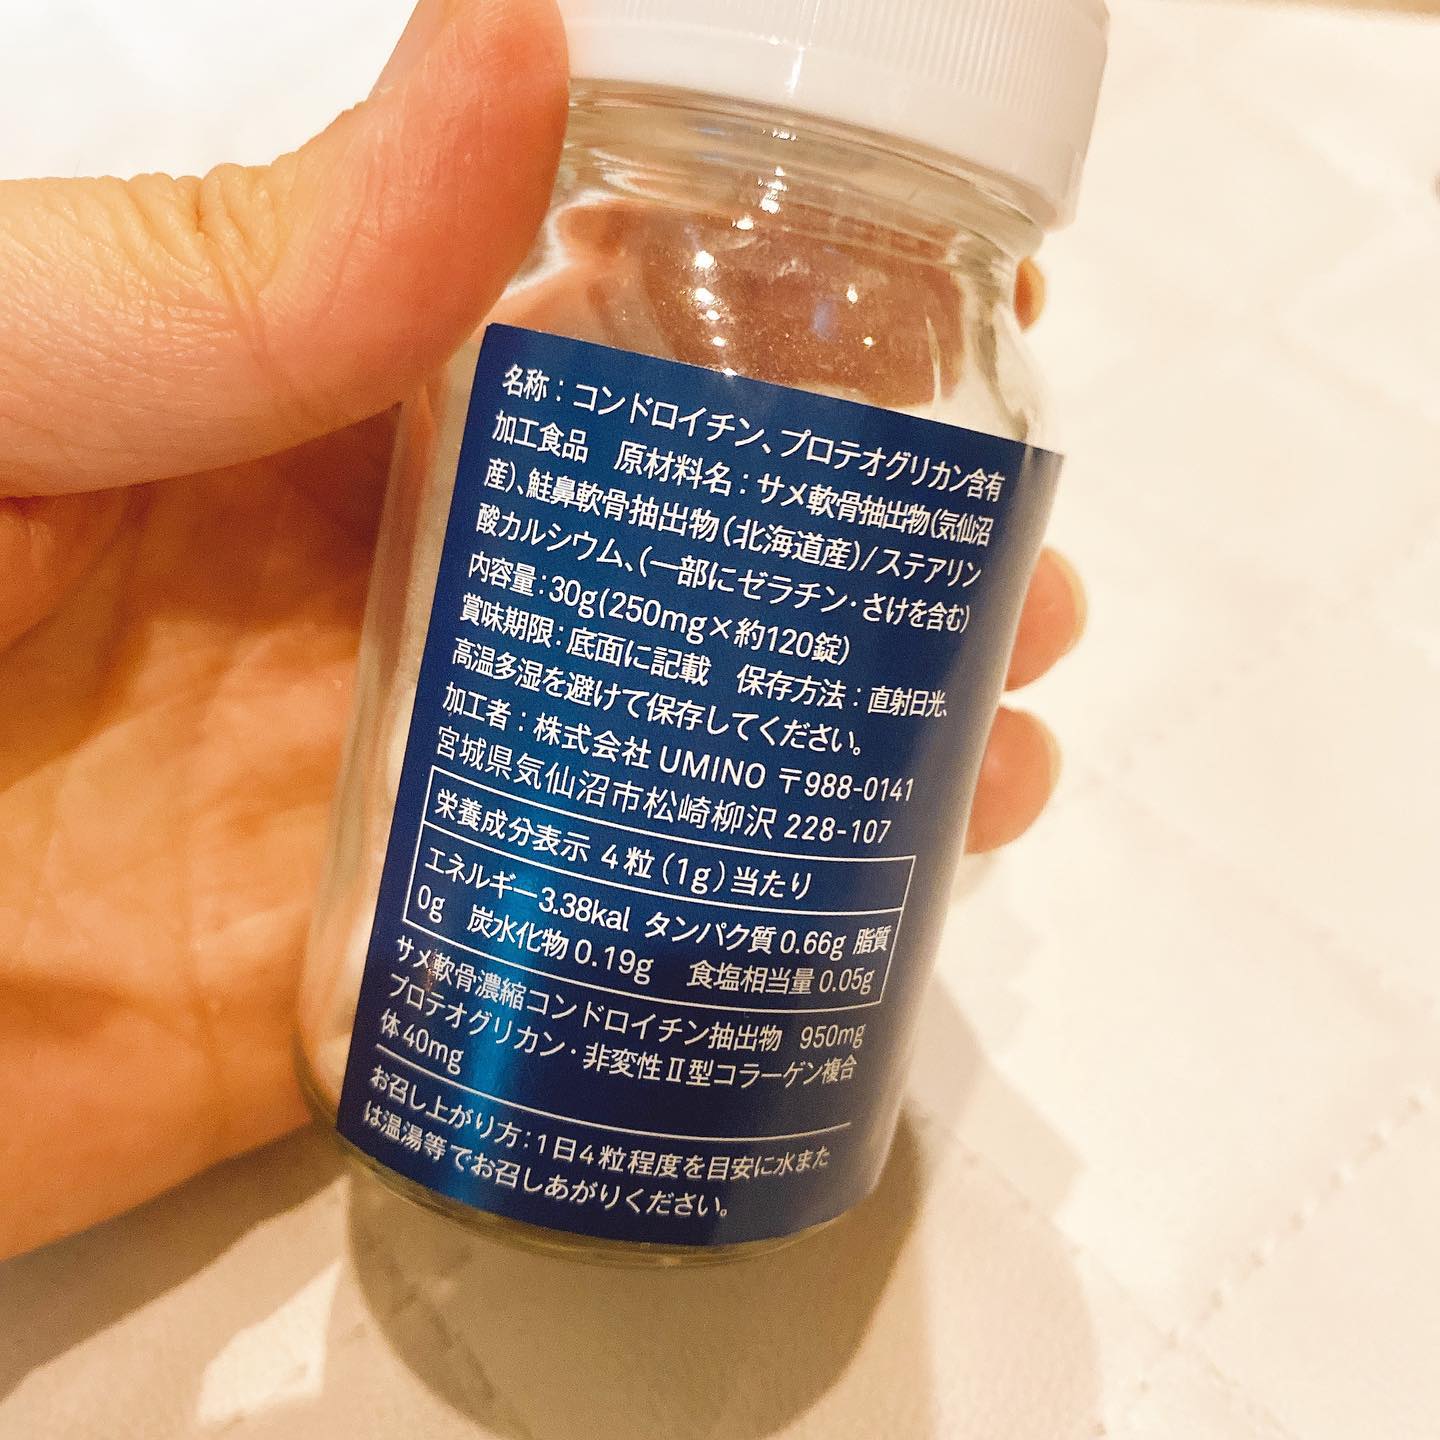 名称：コンドロイチン、プロテオグリカン含有
加工食品　原材料名：サメ軟骨抽出物(気仙沼
産)、鮭鼻軟骨抽出物(北海道産)/ステアリン
酸カルシウム、(一部にゼラチン・さけを含む)
内容量：30g(250mg×約120錠)
賞味期限：底面に記載　保存方法：直射日光、
高温多湿を避けて保存してください。
加工者：株式会社UMINO 〒988-0141
宮城県気仙沼市松崎柳沢228-107
栄養成分表示 4粒(1g)当たり
エネルギー3.38kal タンパク質0.66g 脂質
0g　炭水化物0.19g　食塩相当量0.05g
サメ軟骨濃縮コンドロイチン抽出物　950mg
プロテオグリカン・非変性Ⅱ型コラーゲン複合
体40mg
お召し上がり方：1日4粒程度を目安に水また
は温湯等でお召しあがりください。